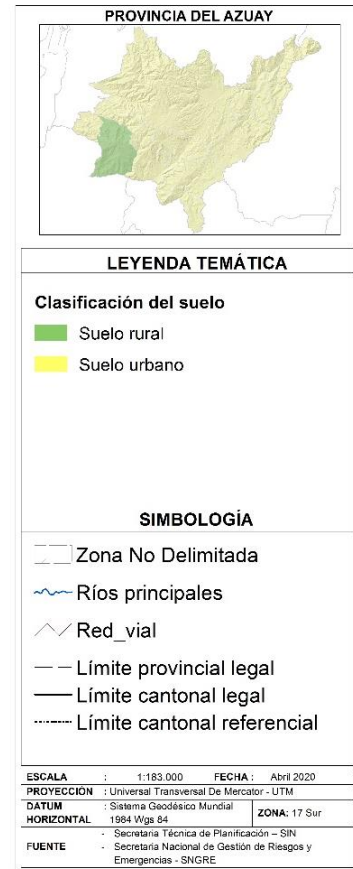 PROVINCIA DEL AZUAY
LEYENDA TEMÁTICA
Clasificación del suelo
Suelo rural
Suelo urbano
SIMBOLOGÍA
Zona No Delimitada
Ríos principales
Red_vial
Límite provincial legal
Límite cantonal legal
Límite cantonal referencial
ESCALA : 1:183.000 FECHA : Abril 2020
PROYECCIÓN : Universal Transversal De Mercator - UTM
DATUM HORIZONTAL : Sistema Geodésico Mundial
1984 Wgs 84 ZONA: 17 Sur
FUENTE - Secretaria Técnica de Planificación – SIN
- Secretaria Nacional de Gestión de Riesgos y
Emergencias - SNGRE